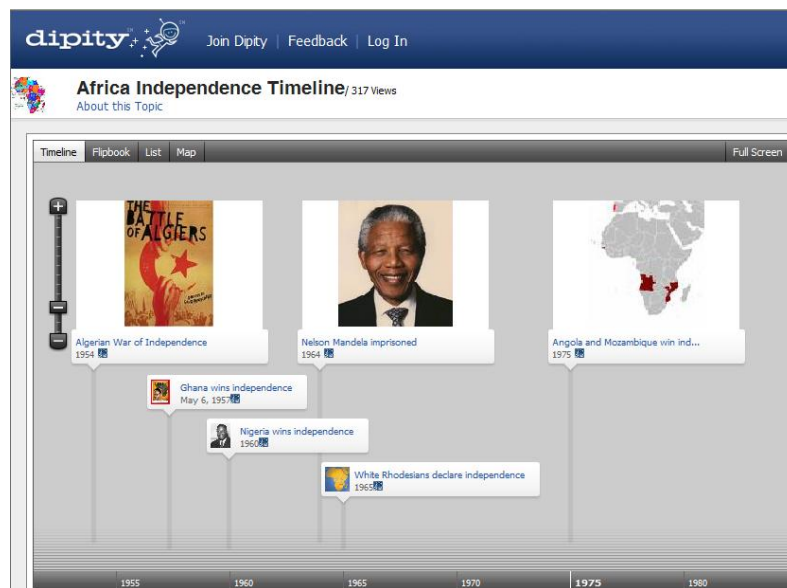 dipity
Join Dipity | Feedback | Log In
Africa Independence Timeline/ 317 Views
About this Topic
Timeline Flipbook List Map Full Screen
THE
BATTLE
OF ALGIERS
Algerian War of Independence
1954
Nelson Mandela imprisoned
1964
Angola and Mozambique win ind...
1975
Ghana wins independence
May 6, 1957
Nigeria wins independence
1960
White Rhodesians declare independence
1965
1955 1960 1965 1970 1975 1980